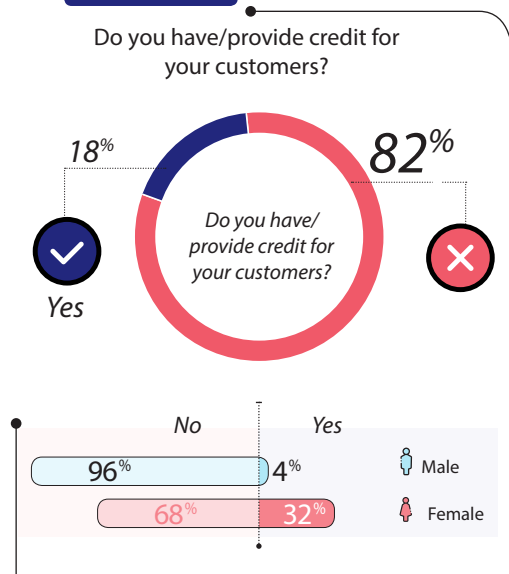 Do you have/provide credit for
your customers?
18%
82%
Do you have/
provide credit for
your customers?
Yes
No Yes
96% 4% Male
68% 32% Female